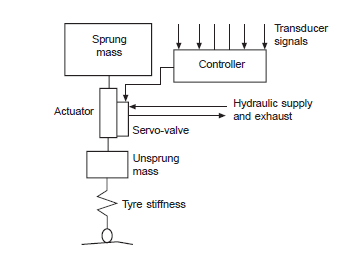 Transducer
signals
Sprung
mass
Controller
Actuator
Hydraulic supply
and exhaust
Servo-valve
Unsprung
mass
Tyre stiffness